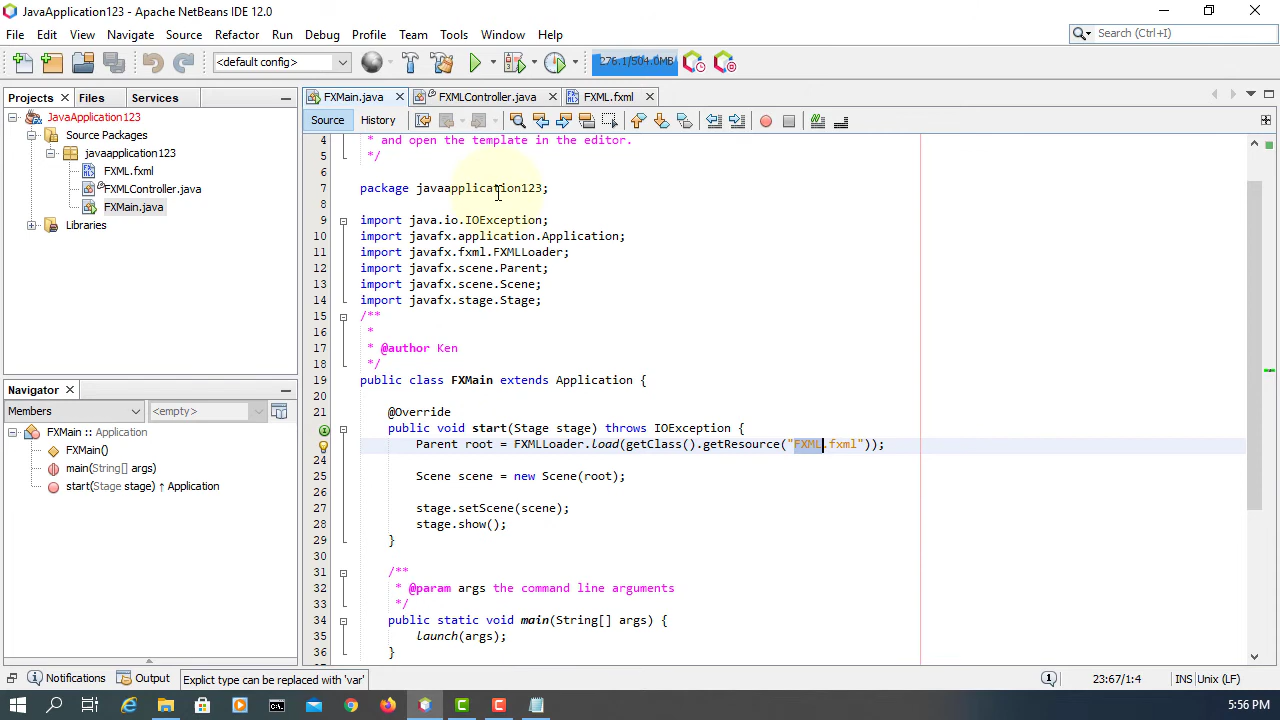 JavaApplication123 - Apache NetBeans IDE 12.0
File Edit View Navigate Source Refactor Run Debug Profile Team Tools Window Help
Search (Ctrl+I)
<default config>
276.1/504.0MB
Projects Files Services
FXMain.java FXMLController.java FXML.fxml
Source History
JavaApplication123
Source Packages
javaapplication123
FXML.fxml
FXMLController.java
FXMain.java
Libraries
Navigator
Members <empty>
FXMain :: Application
FXMain()
main(String[] args)
start(Stage stage) ↑ Application
4 * and open the template in the editor.
5 */
6
7 package javaapplication123;
8
9 import java.io.IOException;
10 import javafx.application.Application;
11 import javafx.fxml.FXMLLoader;
12 import javafx.scene.Parent;
13 import javafx.scene.Scene;
14 import javafx.stage.Stage;
15 /**
16 *
17 * @author Ken
18 */
19 public class FXMain extends Application {
20
21 @Override
public void start(Stage stage) throws IOException {
Parent root = FXMLLoader.load(getClass().getResource("FXML.fxml"));
24
25 Scene scene = new Scene(root);
26
27 stage.setScene(scene);
28 stage.show();
29 }
30
31 /**
32 * @param args the command line arguments
33 */
34 public static void main(String[] args) {
35 launch(args);
36 }
Notifications Output Explict type can be replaced with 'var' 23:67/1:4 INS Unix (LF)
5:56 PM